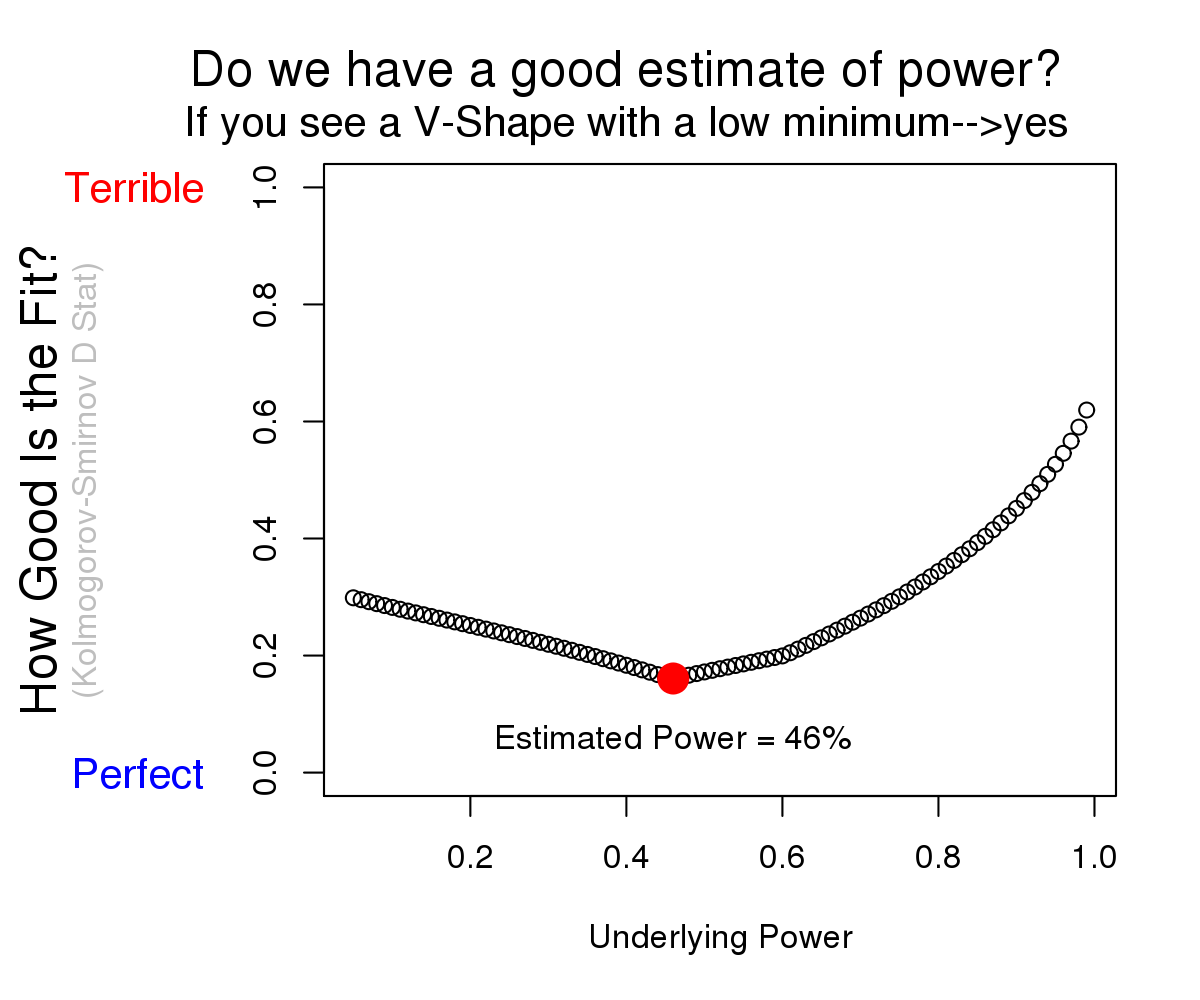 Do we have a good estimate of power?
If you see a V-Shape with a low minimum-->yes
Terrible
How Good Is the Fit?
(Kolmogorov-Smirnov D Stat)
Perfect
1.0
0.8
0.6
0.4
0.2
0.0
Estimated Power = 46%
0.2 0.4 0.6 0.8 1.0
Underlying Power